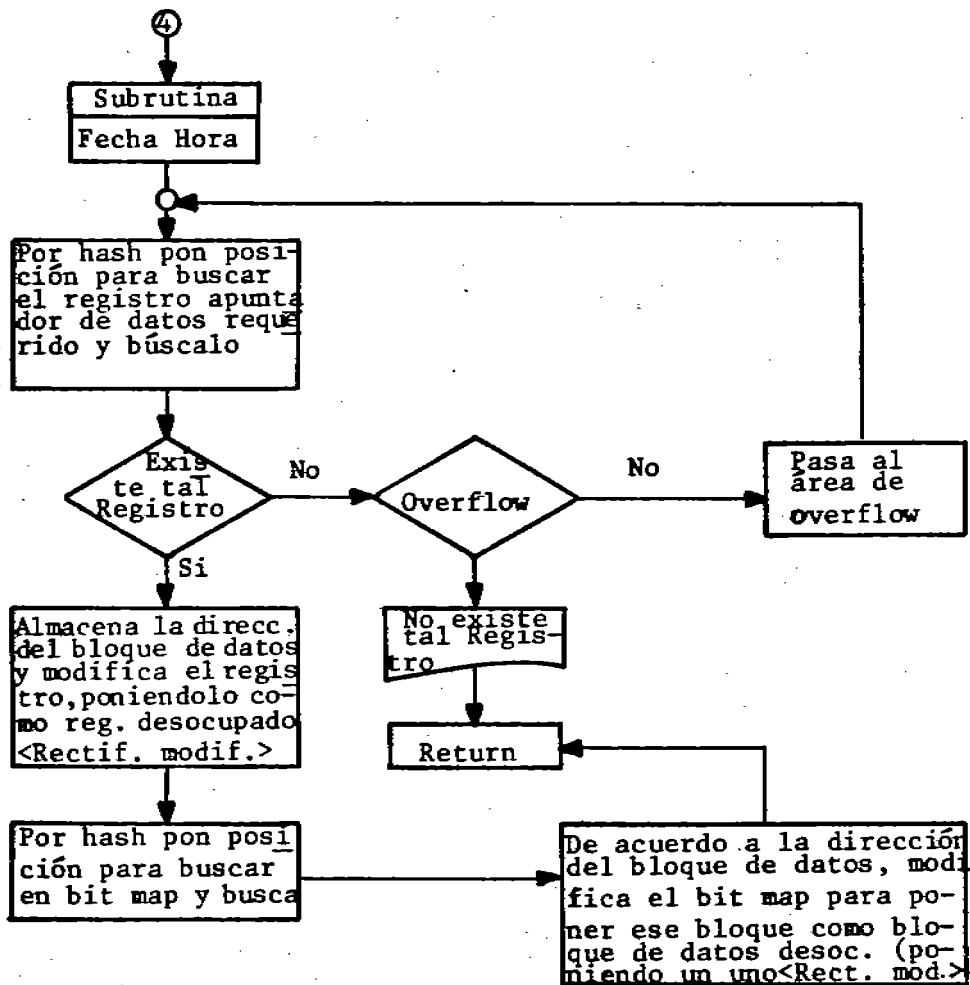 4
Subrutina
Fecha Hora
Por hash pon posi-
ción para buscar
el registro apunta
dor de datos reque
rido y búscalo
Exis
te tal
Registro
No
Overflow
No
Pasa al
área de
overflow
Si
Almacena la direcc.
del bloque de datos
y modifica el regis
tro,poniendolo co-
mo reg. desocupado
<Rectif. modif.>
No existe
tal Regis-
tro
Return
Por hash pon posi
ción para buscar
en bit map y busca
De acuerdo a la dirección
del bloque de datos, modi
fica el bit map para po-
ner ese bloque como blo-
que de datos desoc. (po-
niendo un uno<Rect. mod.>